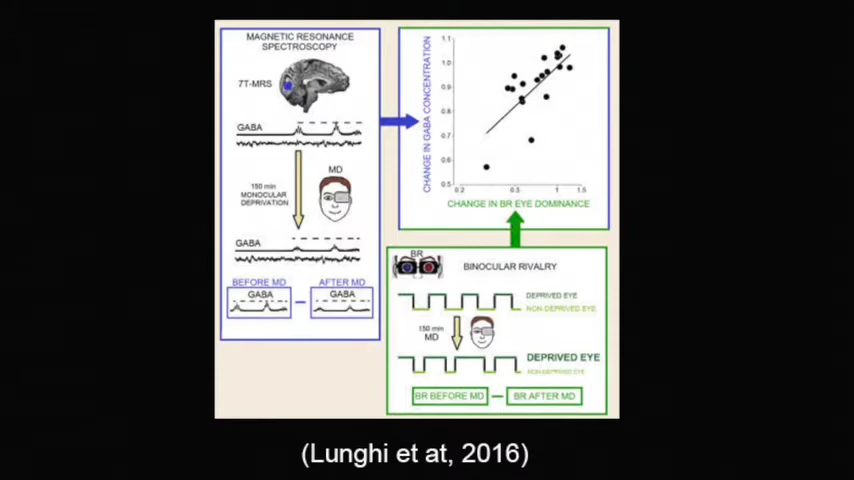 MAGNETIC RESONANCE
SPECTROSCOPY
7T-MRS
GABA
150 min
MONOCULAR
DEPRIVATION
MD
GABA
BEFORE MD
AFTER MD
GABA
GABA
CHANGE IN GABA CONCENTRATION
1.1
1.0
0.9
0.8
0.7
0.6
0.5
0.2
0.5
1
1.5
CHANGE IN BR EYE DOMINANCE
BR
BINOCULAR RIVALRY
DEPRIVED EYE
NON-DEPRIVED EYE
150 min
MD
DEPRIVED EYE
NON-DEPRIVED EYE
BR BEFORE MD
BR AFTER MD
(Lunghi et at, 2016)